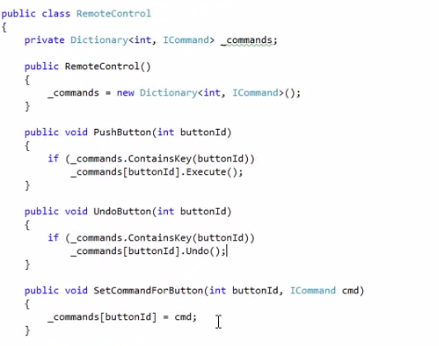 public class RemoteControl
{
    private Dictionary<int, ICommand> _commands;

    public RemoteControl()
    {
        _commands = new Dictionary<int, ICommand>();
    }

    public void PushButton(int buttonId)
    {
        if (_commands.ContainsKey(buttonId))
            _commands[buttonId].Execute();
    }

    public void UndoButton(int buttonId)
    {
        if (_commands.ContainsKey(buttonId))
            _commands[buttonId].Undo();
    }

    public void SetCommandForButton(int buttonId, ICommand cmd)
    {
        _commands[buttonId] = cmd;
    }